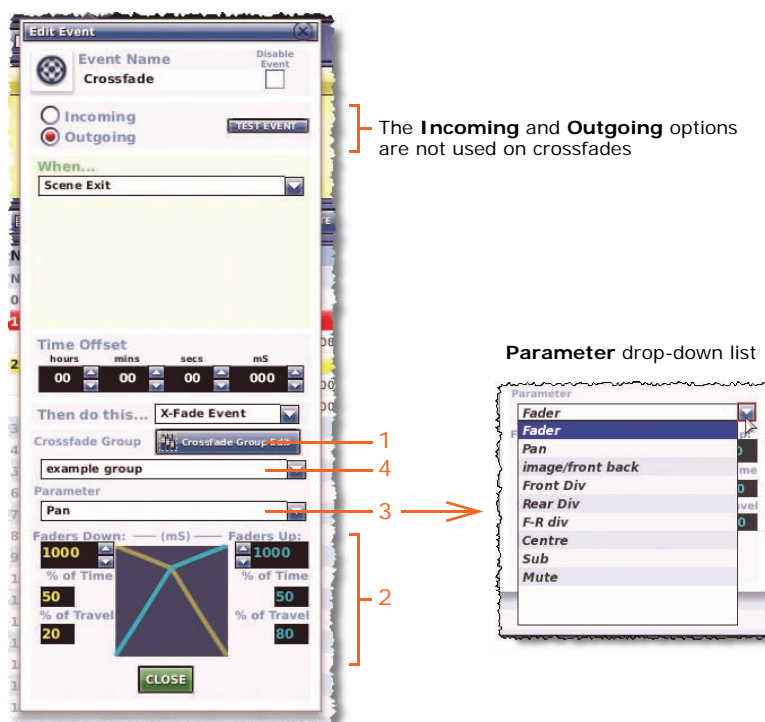 Edit Event
Event Name
Disable
Event
Crossfade
Incoming
Outgoing
TEST EVENT
The Incoming and Outgoing options
are not used on crossfades
When...
Scene Exit
Time Offset
hours mins secs mS
00 00 00 000
Then do this... X-Fade Event
Crossfade Group Crossfade Group Edit
1
example group
4
Parameter
Pan
3
Faders Down: (mS) Faders Up:
1000 1000
% of Time % of Time
50 50
2
% of Travel % of Travel
20 80
CLOSE
Parameter drop-down list
Parameter
Fader
Fader
Pan
image/front back
Front Div
Rear Div
F-R div
Centre
Sub
Mute